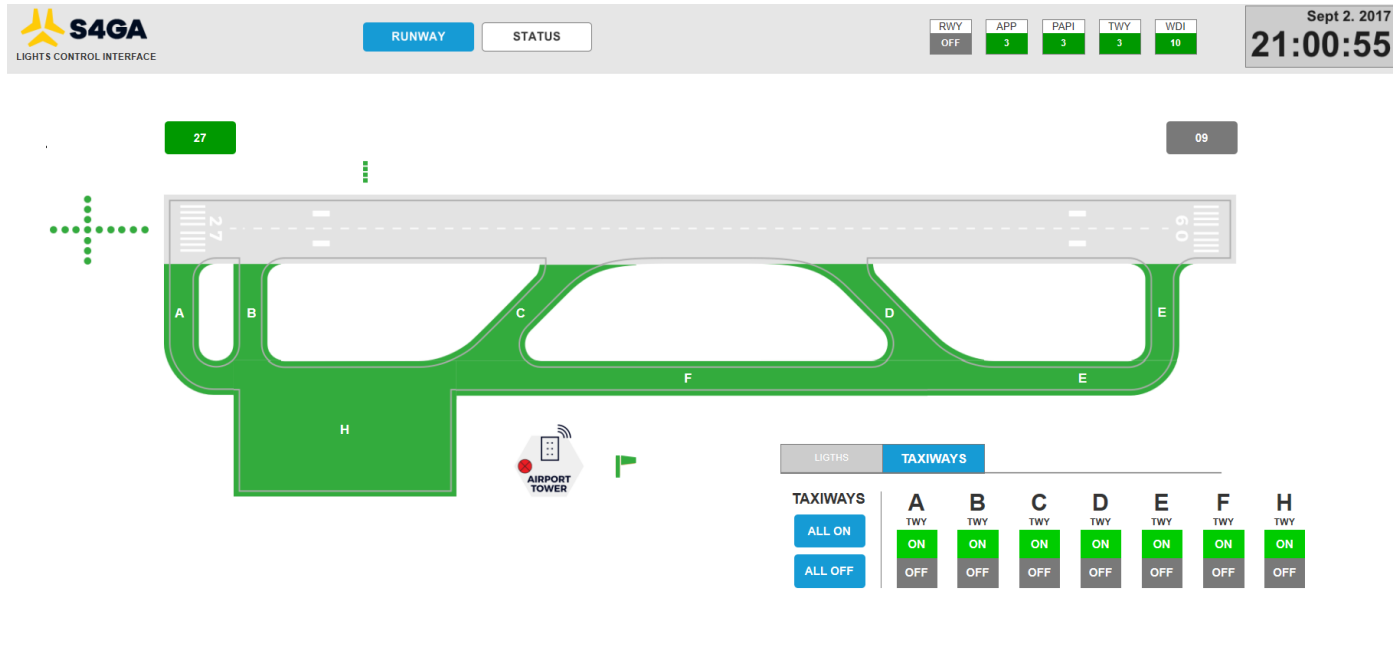 S4GA
LIGHTS CONTROL INTERFACE
RUNWAY
STATUS
RWY
OFF
APP
3
PAPI
3
TWY
3
WDI
10
Sept 2. 2017
21:00:55
27
09
27
09
A
B
C
D
E
F
E
H
AIRPORT
TOWER
LIGTHS
TAXIWAYS
TAXIWAYS
ALL ON
ALL OFF
A B C D E F H
TWY TWY TWY TWY TWY TWY TWY
ON ON ON ON ON ON ON
OFF OFF OFF OFF OFF OFF OFF